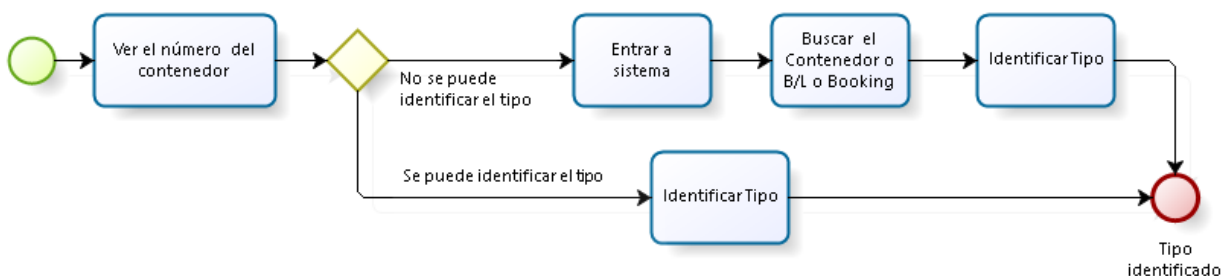 Ver el número del
contenedor
No se puede
identificar el tipo
Entrar a
sistema
Buscar el
Contenedor o
B/L o Booking
Identificar Tipo
Se puede identificar el tipo
Identificar Tipo
Tipo
identificado